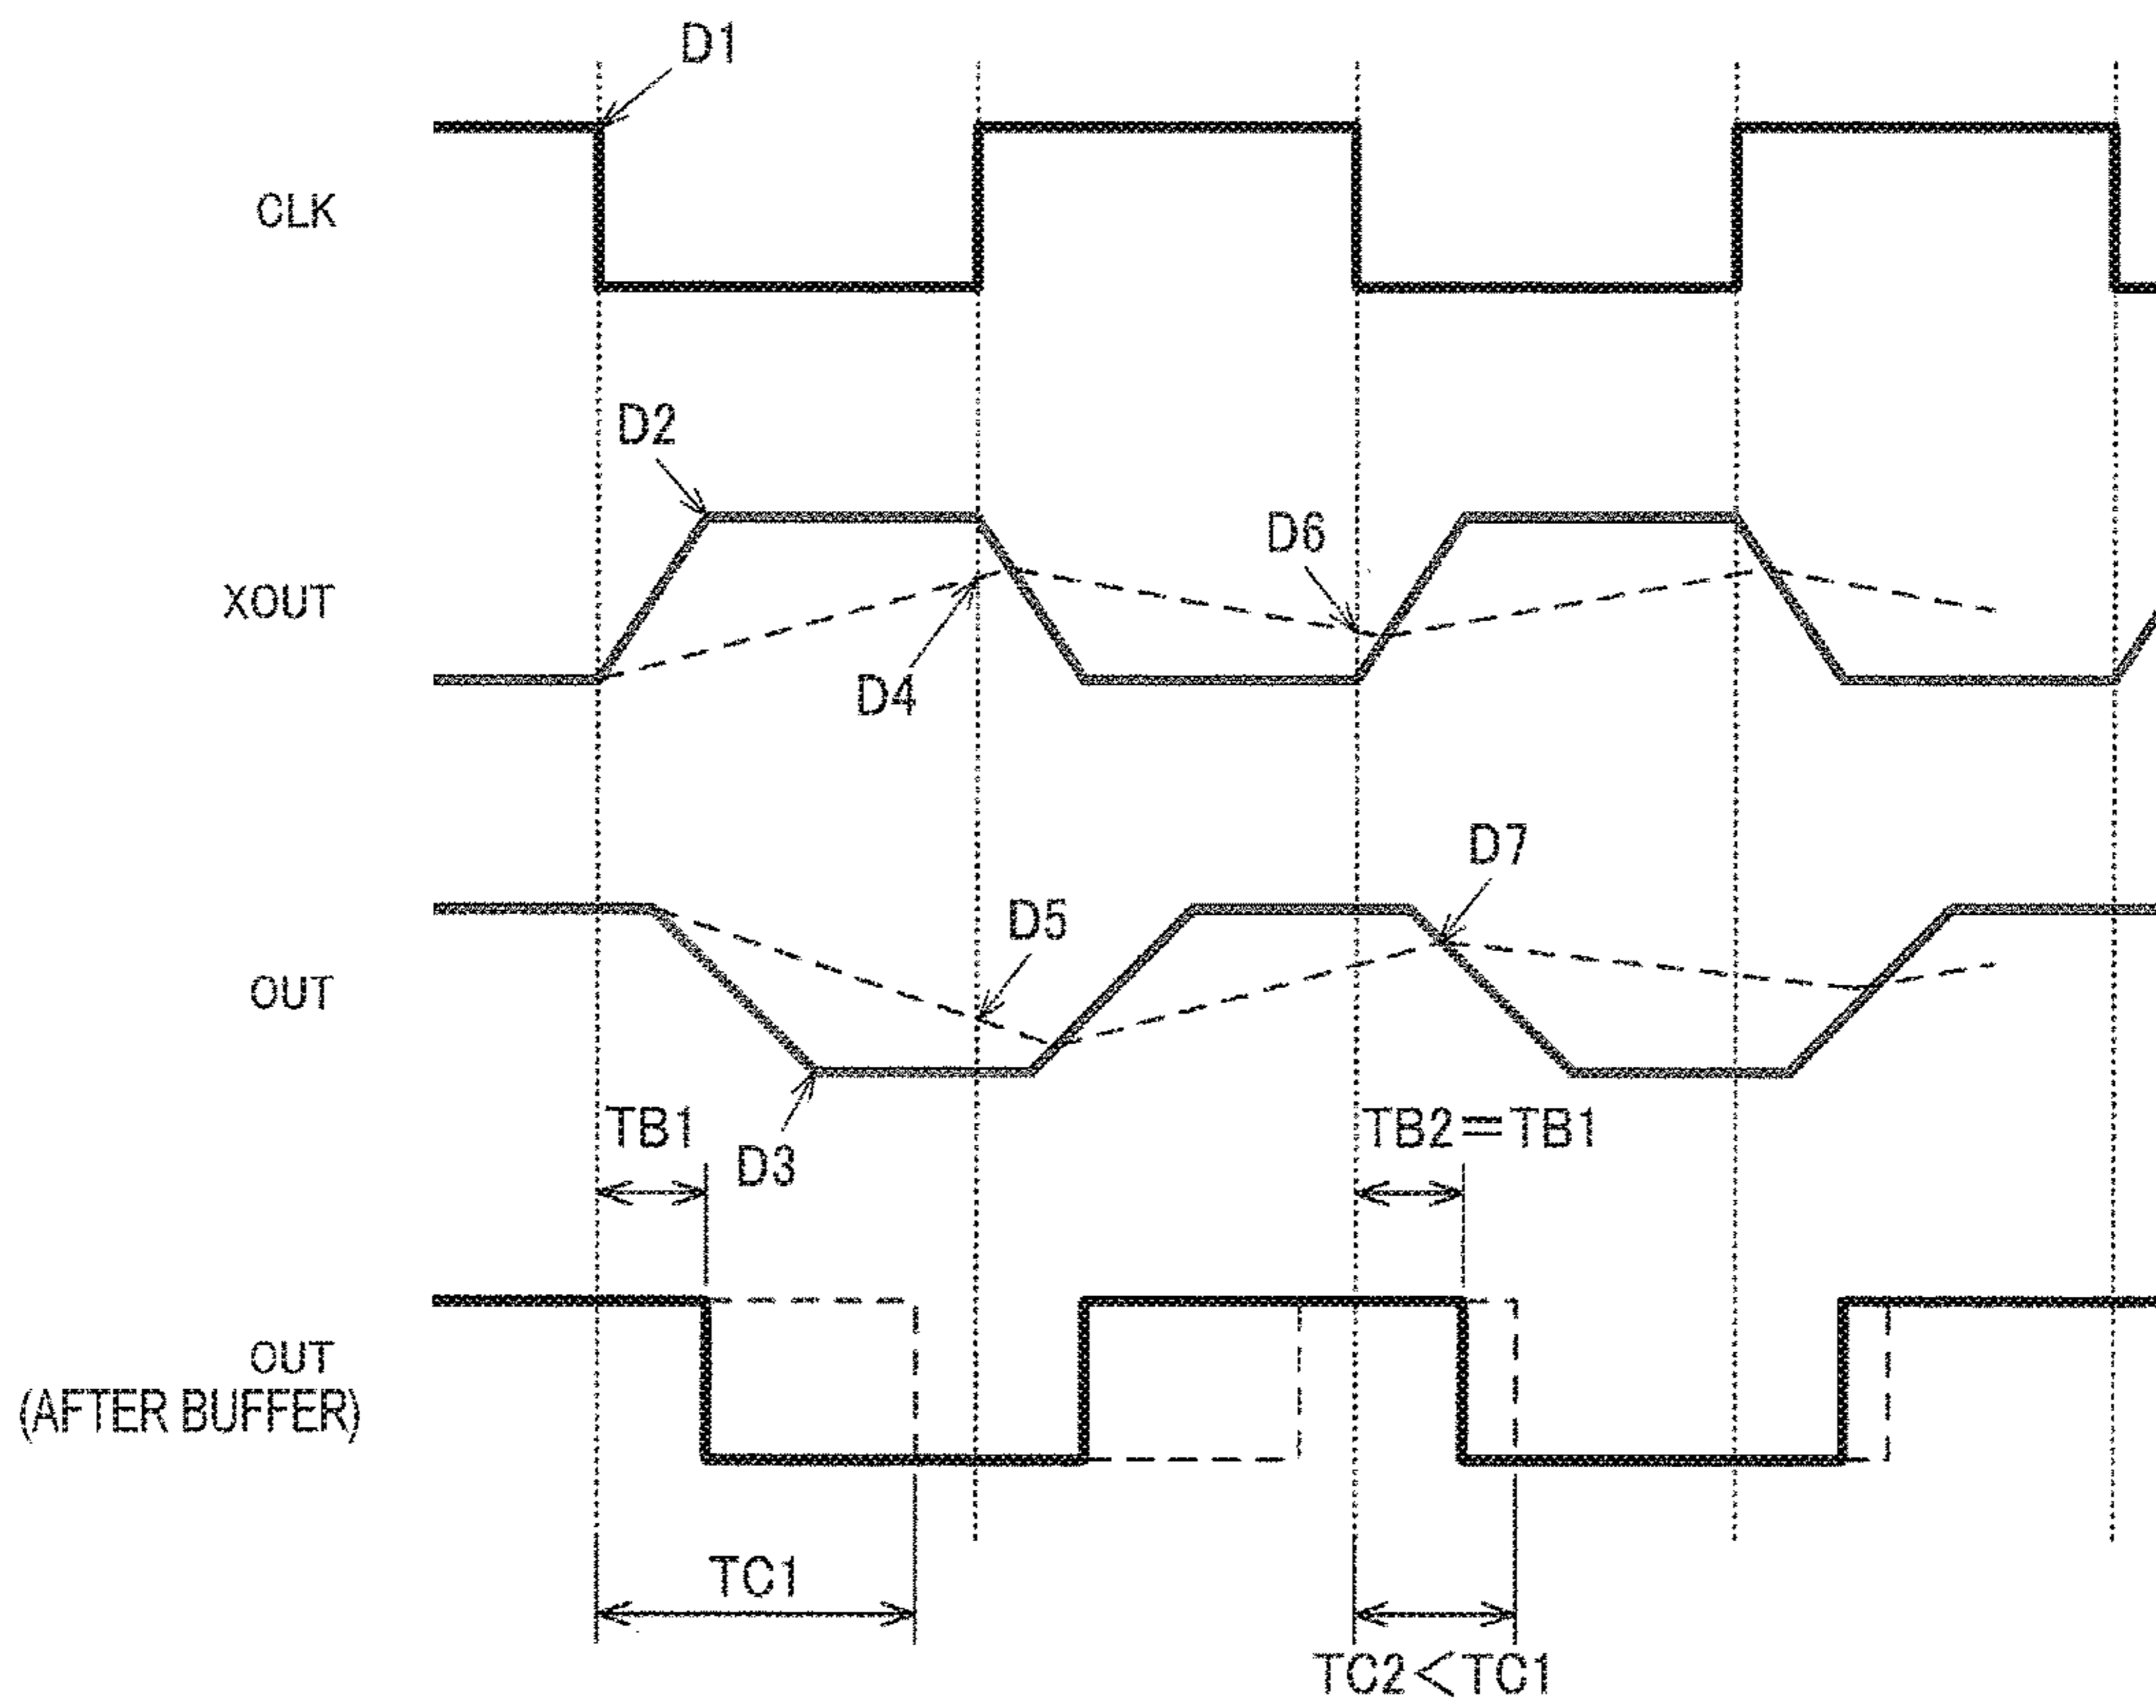 D1
CLK
D2
D6
XOUT
D4
D7
D5
OUT
TB1
TB2=TB1
D3
OUT
(AFTER BUFFER)
TC1
TC2<TC1